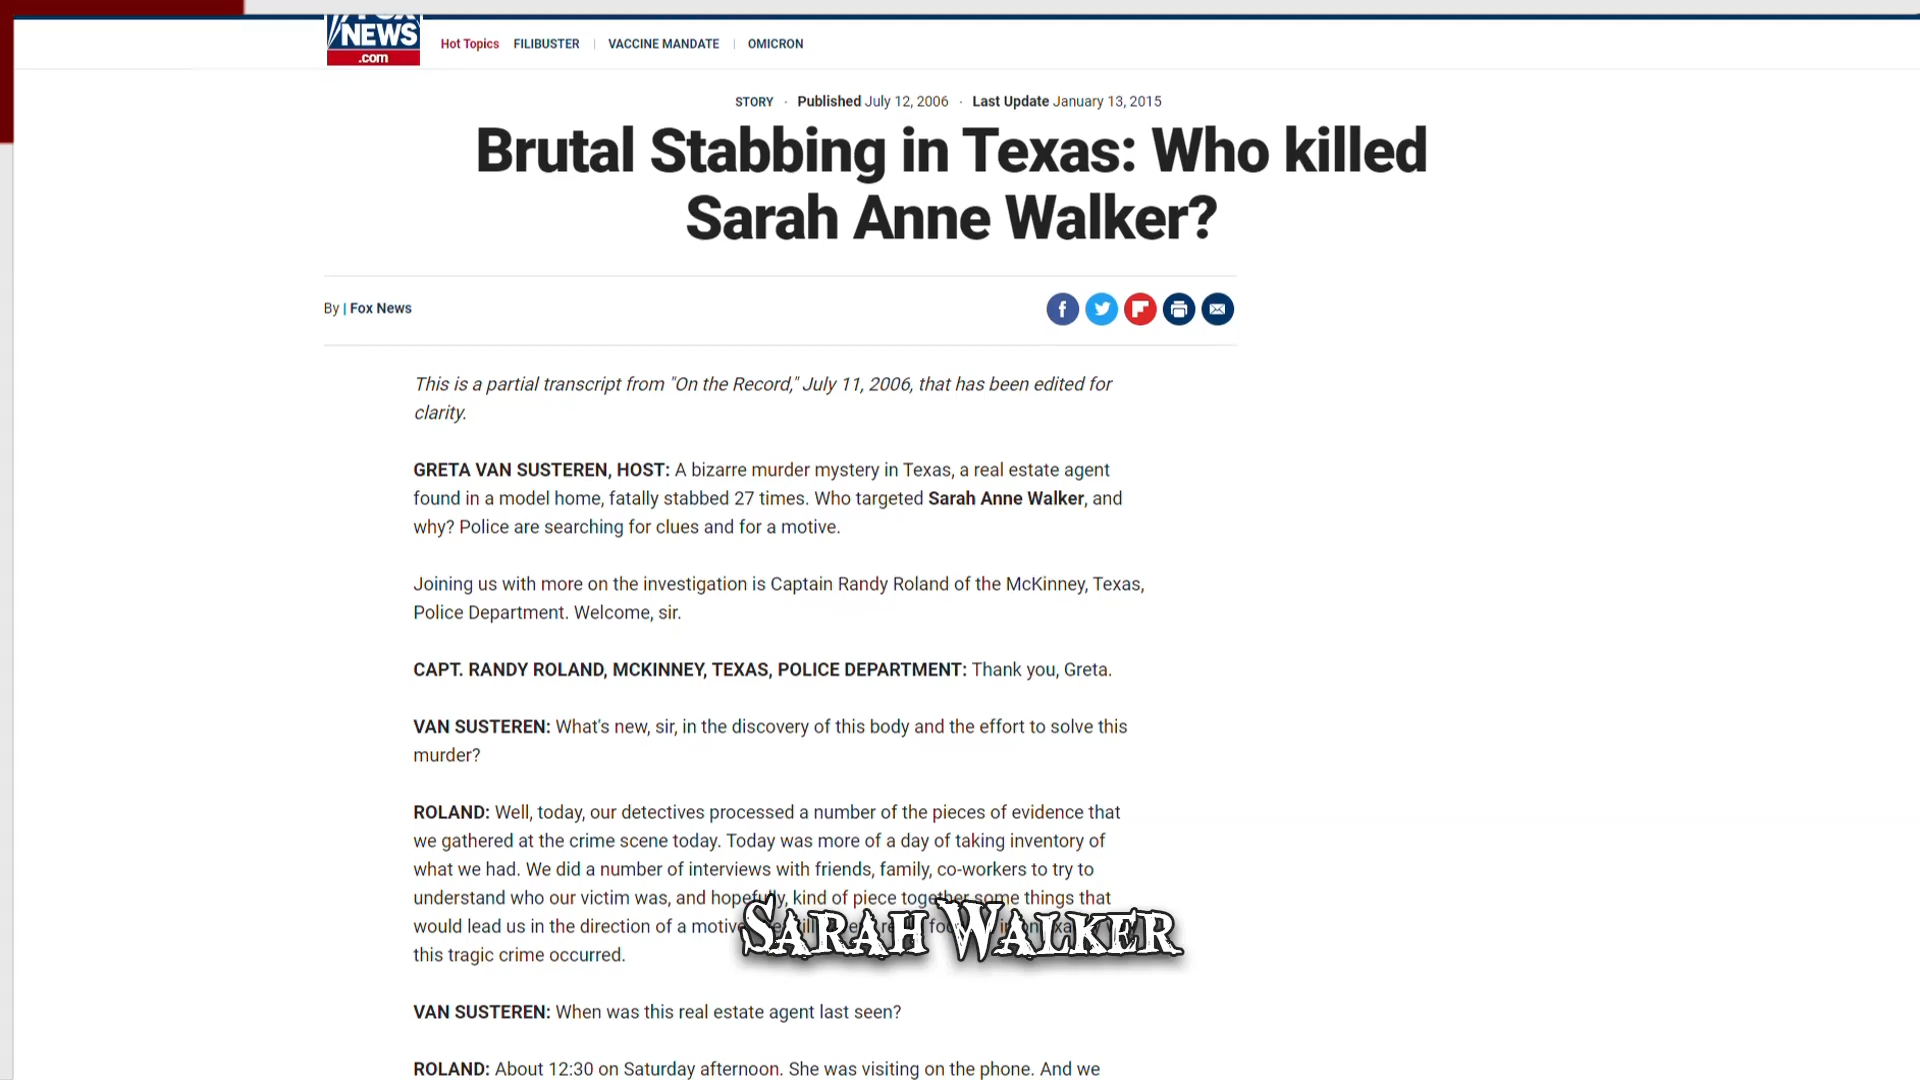 FOX
NEWS
.com
Hot Topics FILIBUSTER | VACCINE MANDATE | OMICRON
STORY · Published July 12, 2006 · Last Update January 13, 2015
Brutal Stabbing in Texas: Who killed
Sarah Anne Walker?
By | Fox News
This is a partial transcript from "On the Record," July 11, 2006, that has been edited for
clarity.
GRETA VAN SUSTEREN, HOST: A bizarre murder mystery in Texas, a real estate agent
found in a model home, fatally stabbed 27 times. Who targeted Sarah Anne Walker, and
why? Police are searching for clues and for a motive.
Joining us with more on the investigation is Captain Randy Roland of the McKinney, Texas,
Police Department. Welcome, sir.
CAPT. RANDY ROLAND, MCKINNEY, TEXAS, POLICE DEPARTMENT: Thank you, Greta.
VAN SUSTEREN: What's new, sir, in the discovery of this body and the effort to solve this
murder?
ROLAND: Well, today, our detectives processed a number of the pieces of evidence that
we gathered at the crime scene today. Today was more of a day of taking inventory of
what we had. We did a number of interviews with friends, family, co-workers to try to
understand who our victim was, and hopefully, kind of piece together some things that
would lead us in the direction of a motive
SARAH WALKER
this tragic crime occurred.
VAN SUSTEREN: When was this real estate agent last seen?
ROLAND: About 12:30 on Saturday afternoon. She was visiting on the phone. And we